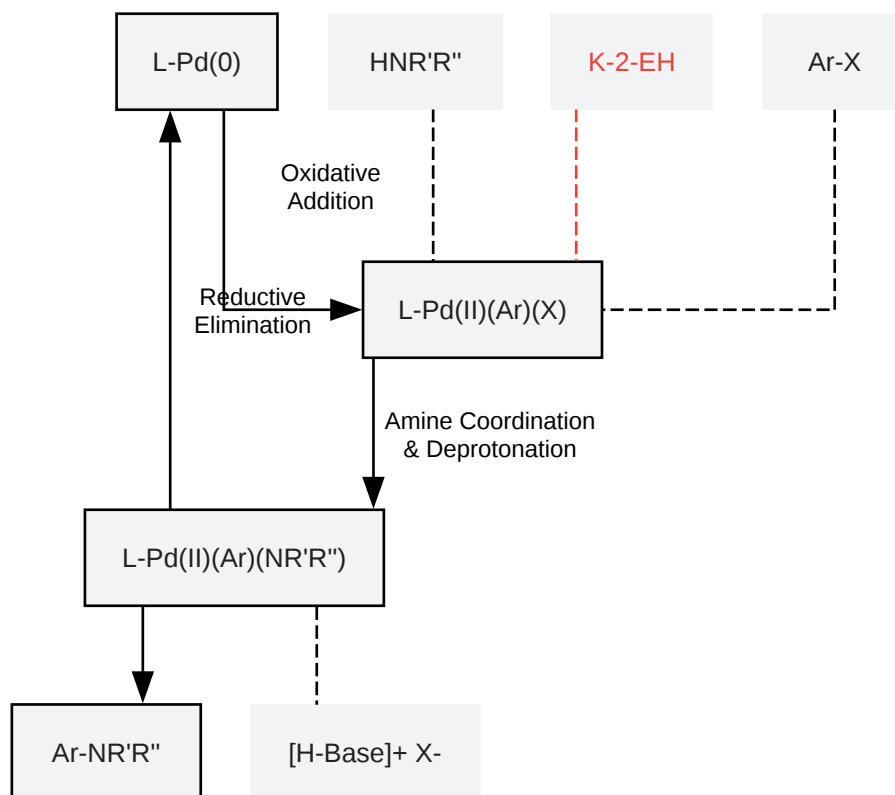 L-Pd(0)
HNR'R"
K-2-EH
Ar-X
Oxidative
Addition
Reductive
Elimination
L-Pd(II)(Ar)(X)
Amine Coordination
& Deprotonation
L-Pd(II)(Ar)(NR'R")
Ar-NR'R"
[H-Base]+ X-